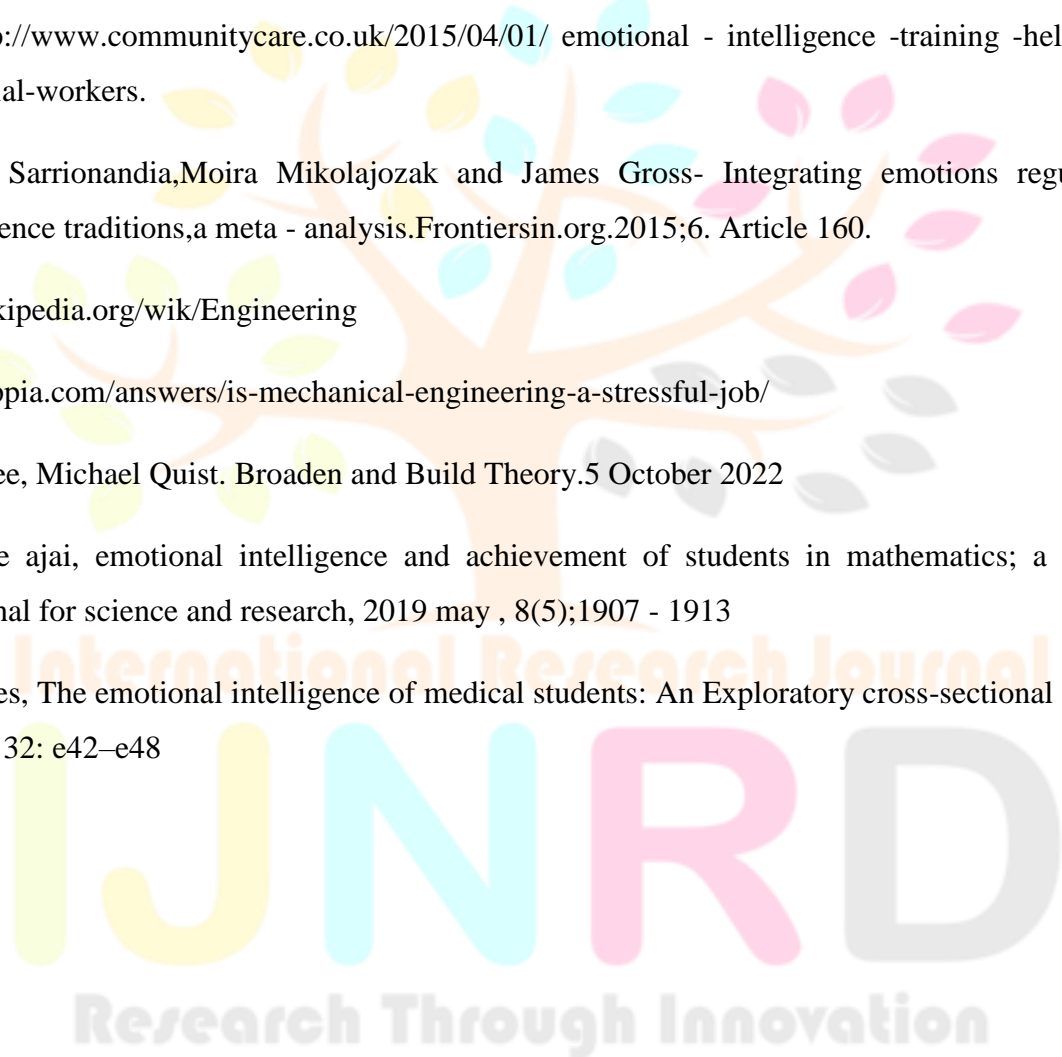 ://www.communitycare.co.uk/2015/04/01/ emotional - intelligence -training -hel
ial-workers.
Sarrionandia,Moira Mikolajozak and James Gross- Integrating emotions regu
ence traditions,a meta - analysis.Frontiersin.org.2015;6. Article 160.
kipedia.org/wik/Engineering
opia.com/answers/is-mechanical-engineering-a-stressful-job/
ee, Michael Quist. Broaden and Build Theory.5 October 2022
e ajai, emotional intelligence and achievement of students in mathematics; a
nal for science and research, 2019 may , 8(5);1907 - 1913
International Research Journal
es, The emotional intelligence of medical students: An Exploratory cross-sectional
32: e42–e48
IJNRD
Research Through Innovation